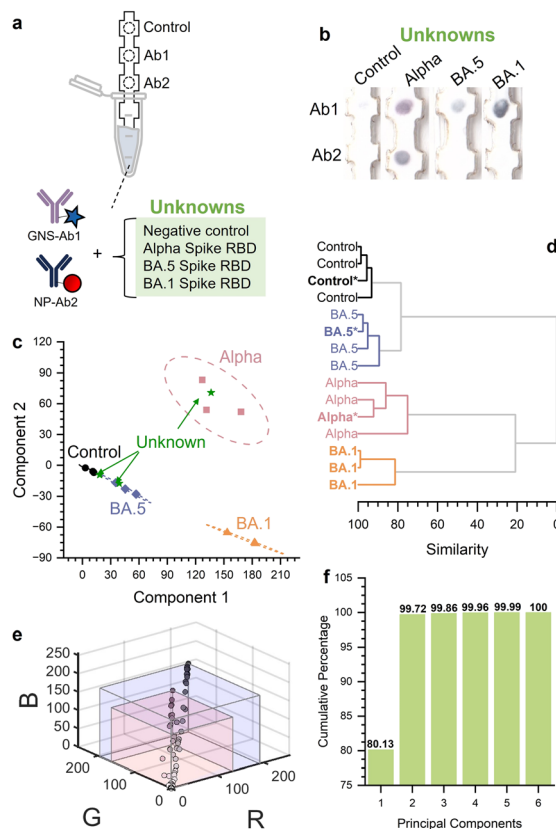 a
Control
Ab1
Ab2
GNS-Ab1
NP-Ab2
+
Unknowns
Negative control
Alpha Spike RBD
BA.5 Spike RBD
BA.1 Spike RBD
b
Unknowns
Control
Alpha
BA.5
BA.1
Ab1
Ab2
c
Component 2
120
90
60
30
0
−30
−60
−90
Alpha
Control
Unknown
BA.5
BA.1
0 30 60 90 120 150 180 210
Component 1
d
Control
Control
Control*
Control
BA.5
BA.5*
BA.5
BA.5
Alpha
Alpha
Alpha*
Alpha
BA.1
BA.1
BA.1
100 80 60 40 20 0
Similarity
e
B
250
200
150
100
50
0
200
100
0
0
100
200
G
R
f
Cumulative Percentage
105
100
95
90
85
80
75
80.13
99.72
99.86
99.96
99.99
100
1 2 3 4 5 6
Principal Components